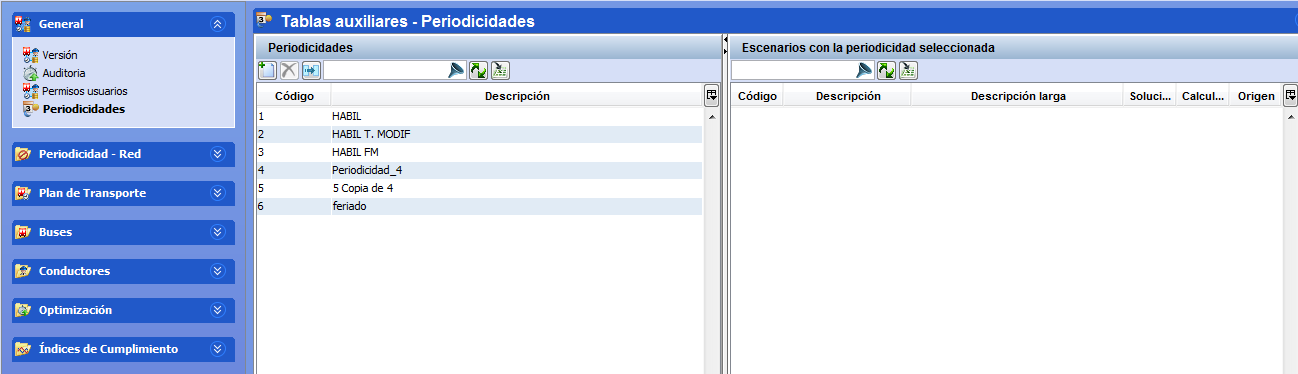 General
Versión
Auditoria
Permisos usuarios
Periodicidades
Periodicidad - Red
Plan de Transporte
Buses
Conductores
Optimización
Índices de Cumplimiento
Tablas auxiliares - Periodicidades
Periodicidades
Código Descripción
1 HABIL
2 HABIL T. MODIF
3 HABIL FM
4 Periodicidad_4
5 5 Copia de 4
6 feriado
Escenarios con la periodicidad seleccionada
Código Descripción Descripción larga Soluci... Calcul... Origen